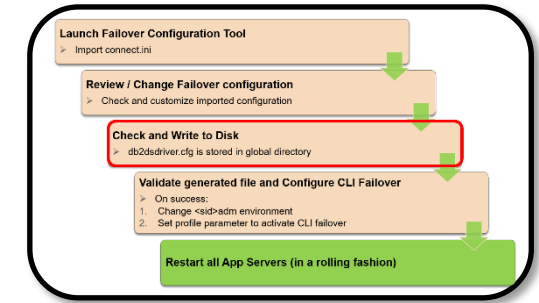 Launch Failover Configuration Tool
➢ Import connect.ini
Review / Change Failover configuration
➢ Check and customize imported configuration
Check and Write to Disk
➢ db2dsdriver.cfg is stored in global directory
Validate generated file and Configure CLI Failover
➢ On success:
1. Change <sid>adm environment
2. Set profile parameter to activate CLI failover
Restart all App Servers (in a rolling fashion)